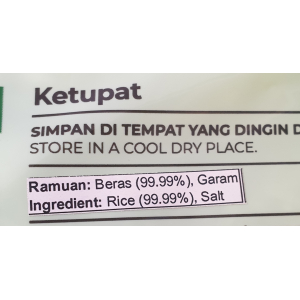 Ketupat
SIMPAN DI TEMPAT YANG DINGIN D
STORE IN A COOL DRY PLACE.
Ramuan: Beras (99.99%), Garam
Ingredient: Rice (99.99%), Salt